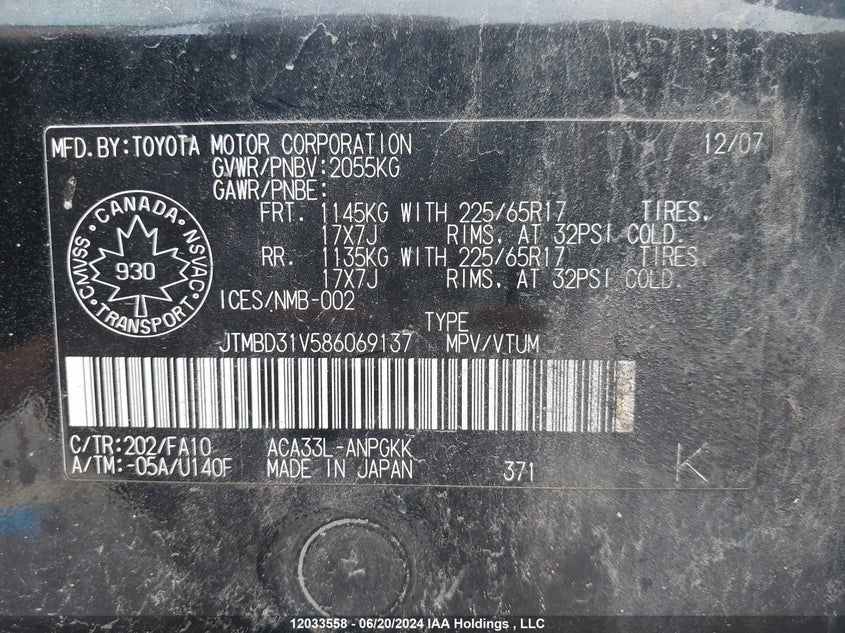 MFD.BY:TOYOTA MOTOR CORPORATION 12/07
GVWR/PNBV:2055KG
GAWR/PNBE:
FRT. 1145KG WITH 225/65R17 TIRES.
17X7J RIMS, AT 32PSI COLD.
RR. 1135KG WITH 225/65R17 TIRES.
17X7J RIMS, AT 32PSI COLD.
CANADA
CMVSS NSVAC
930
TRANSPORT
ICES/NMB-002
TYPE
JTMBD31V586069137 MPV/VTUM
C/TR:202/FA10 ACA33L-ANPGKK
A/TM:-05A/U140F MADE IN JAPAN 371 K
12033558 - 06/20/2024 IAA Holdings , LLC